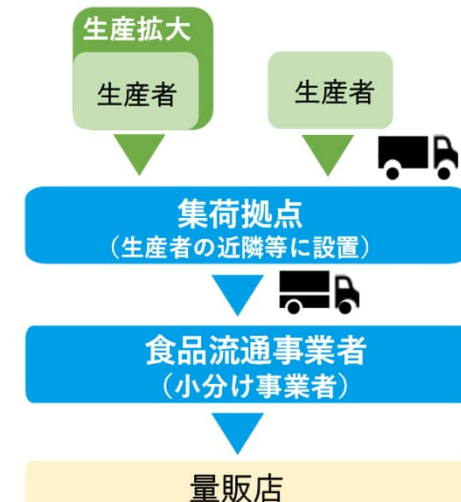 生産拡大
生産者
生産者
集荷拠点
（生産者の近隣等に設置）
食品流通事業者
（小分け事業者）
量販店